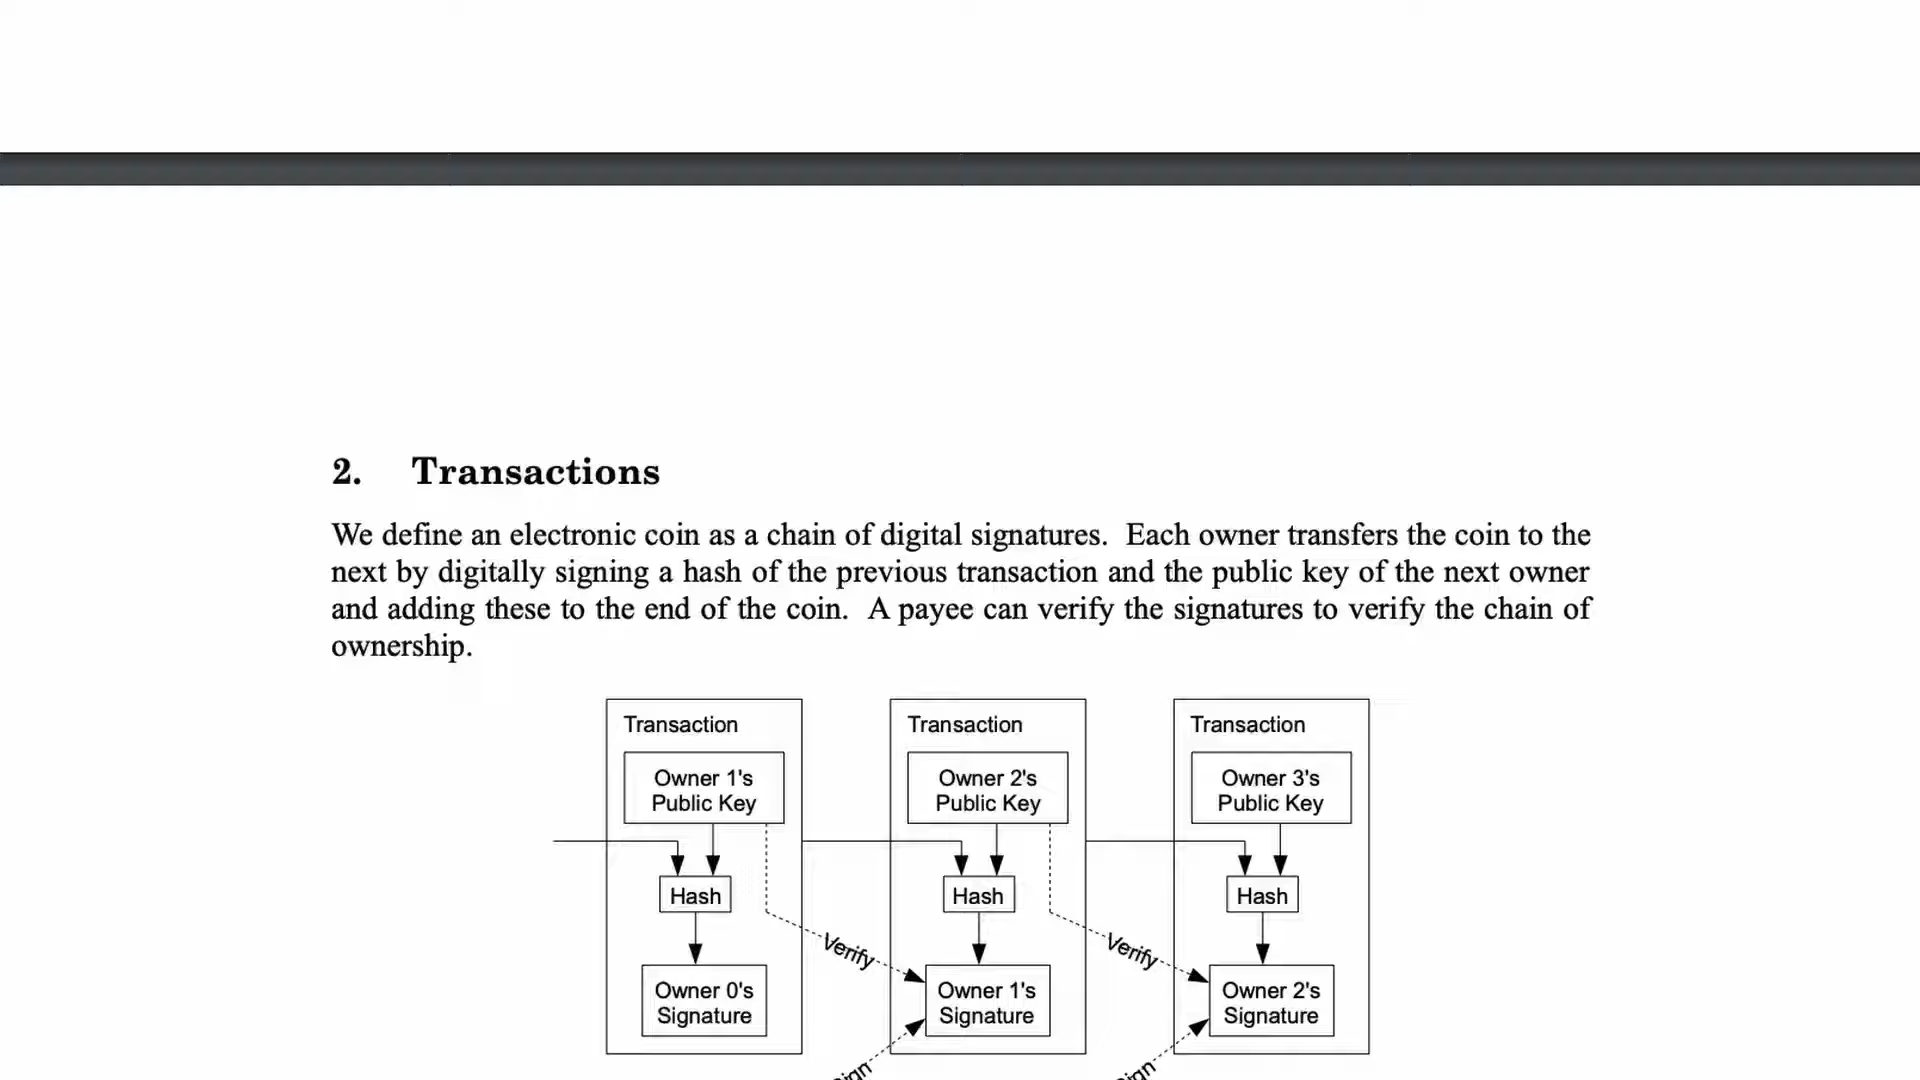 2. Transactions
We define an electronic coin as a chain of digital signatures. Each owner transfers the coin to the
next by digitally signing a hash of the previous transaction and the public key of the next owner
and adding these to the end of the coin. A payee can verify the signatures to verify the chain of
ownership.
Transaction
Owner 1's
Public Key
Hash
Owner 0's
Signature
Verify
Transaction
Owner 2's
Public Key
Hash
Owner 1's
Signature
Verify
Transaction
Owner 3's
Public Key
Hash
Owner 2's
Signature